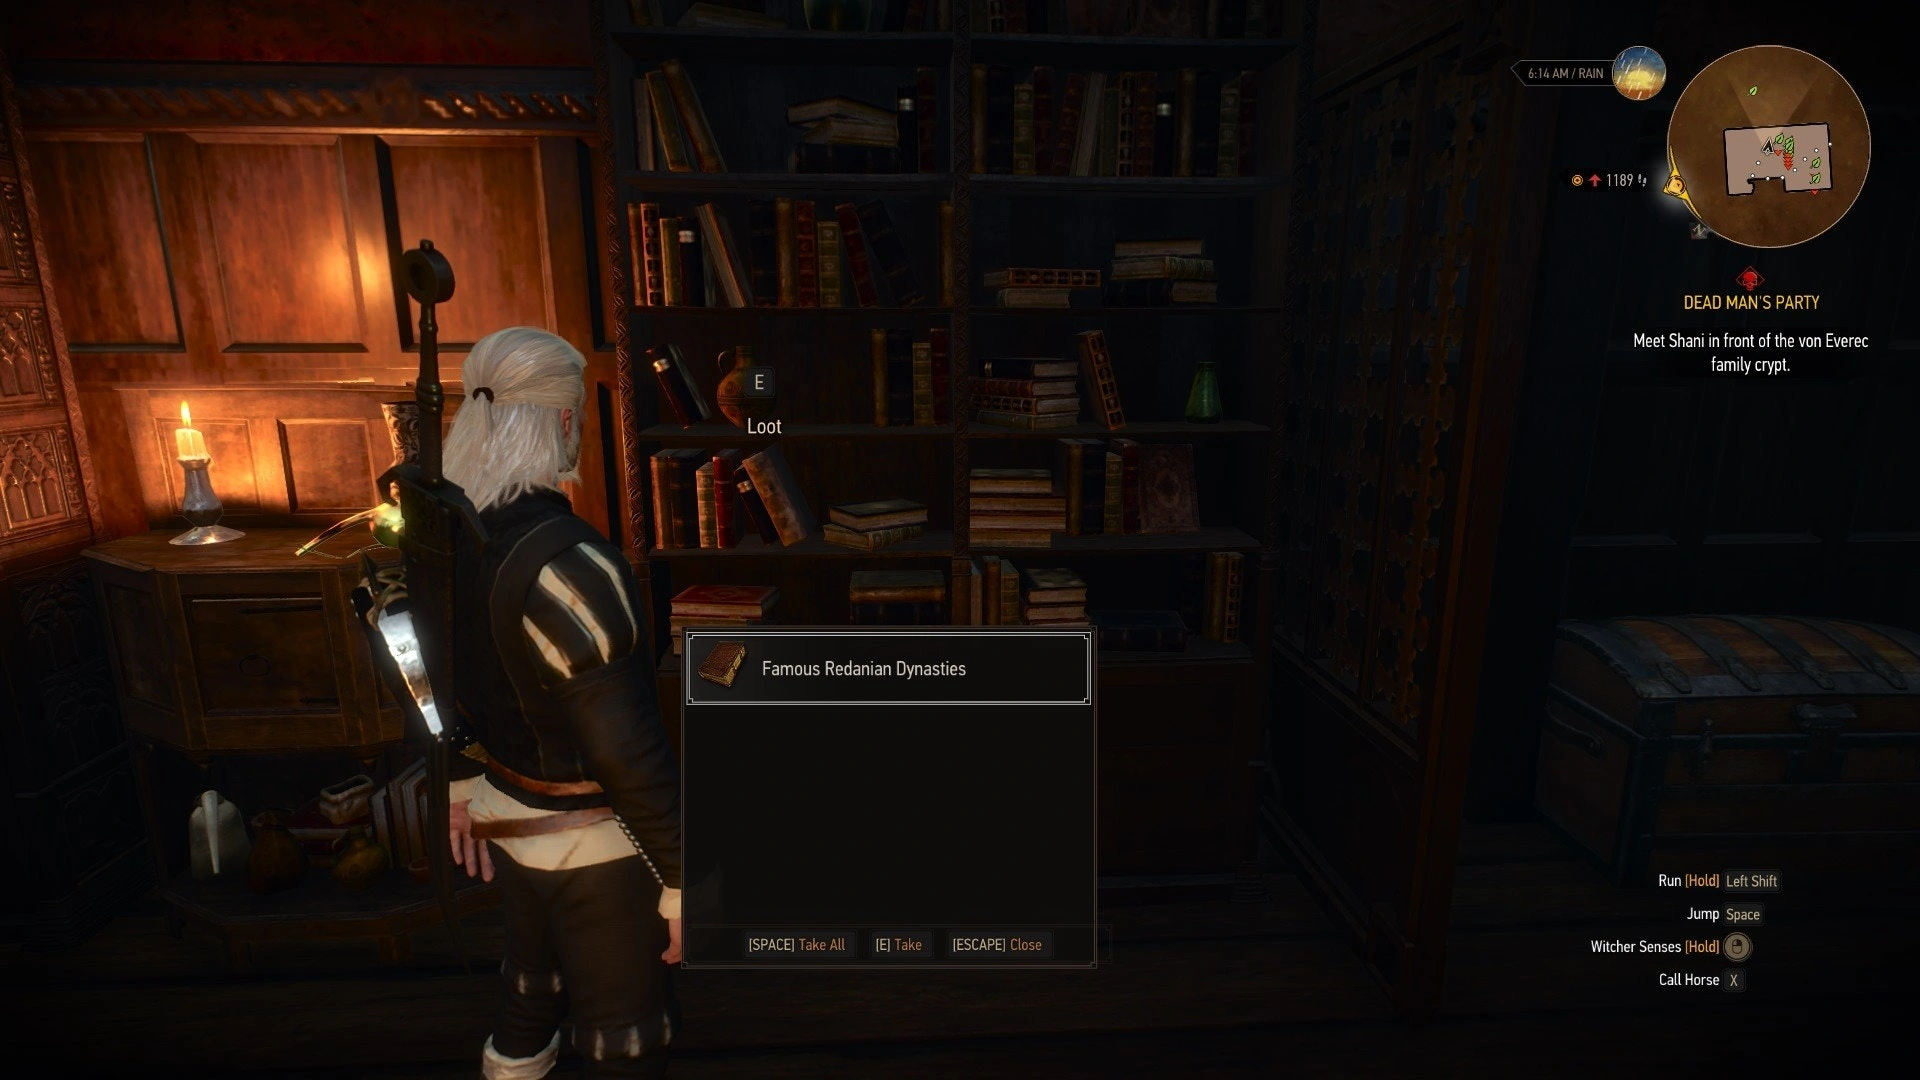 6:14 AM / RAIN
1189
DEAD MAN'S PARTY
Meet Shani in front of the von Everec
family crypt.
E
Loot
Famous Redanian Dynasties
[SPACE] Take All [E] Take [ESCAPE] Close
Run [Hold] Left Shift
Jump Space
Witcher Senses [Hold]
Call Horse X